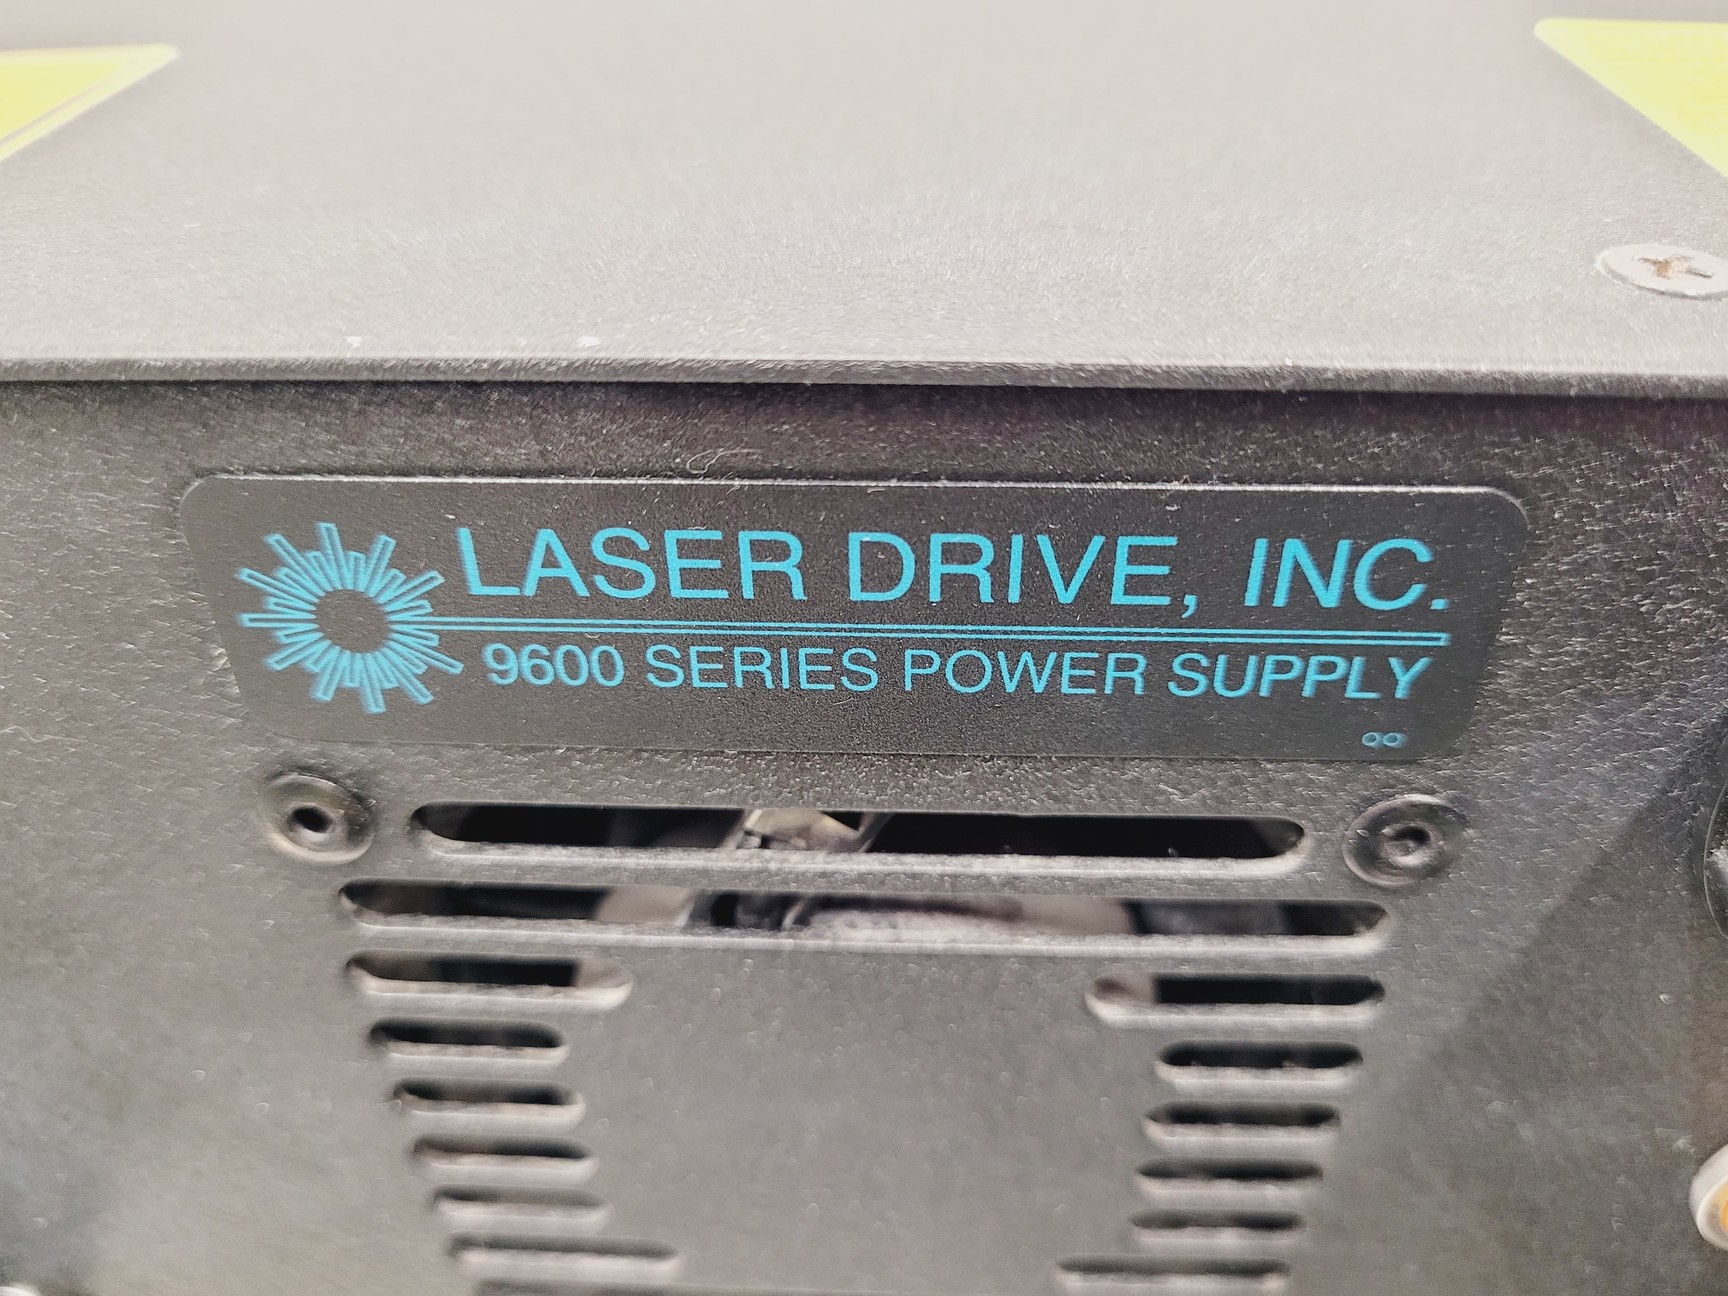 LASER DRIVE, INC.
9600 SERIES POWER SUPPLY